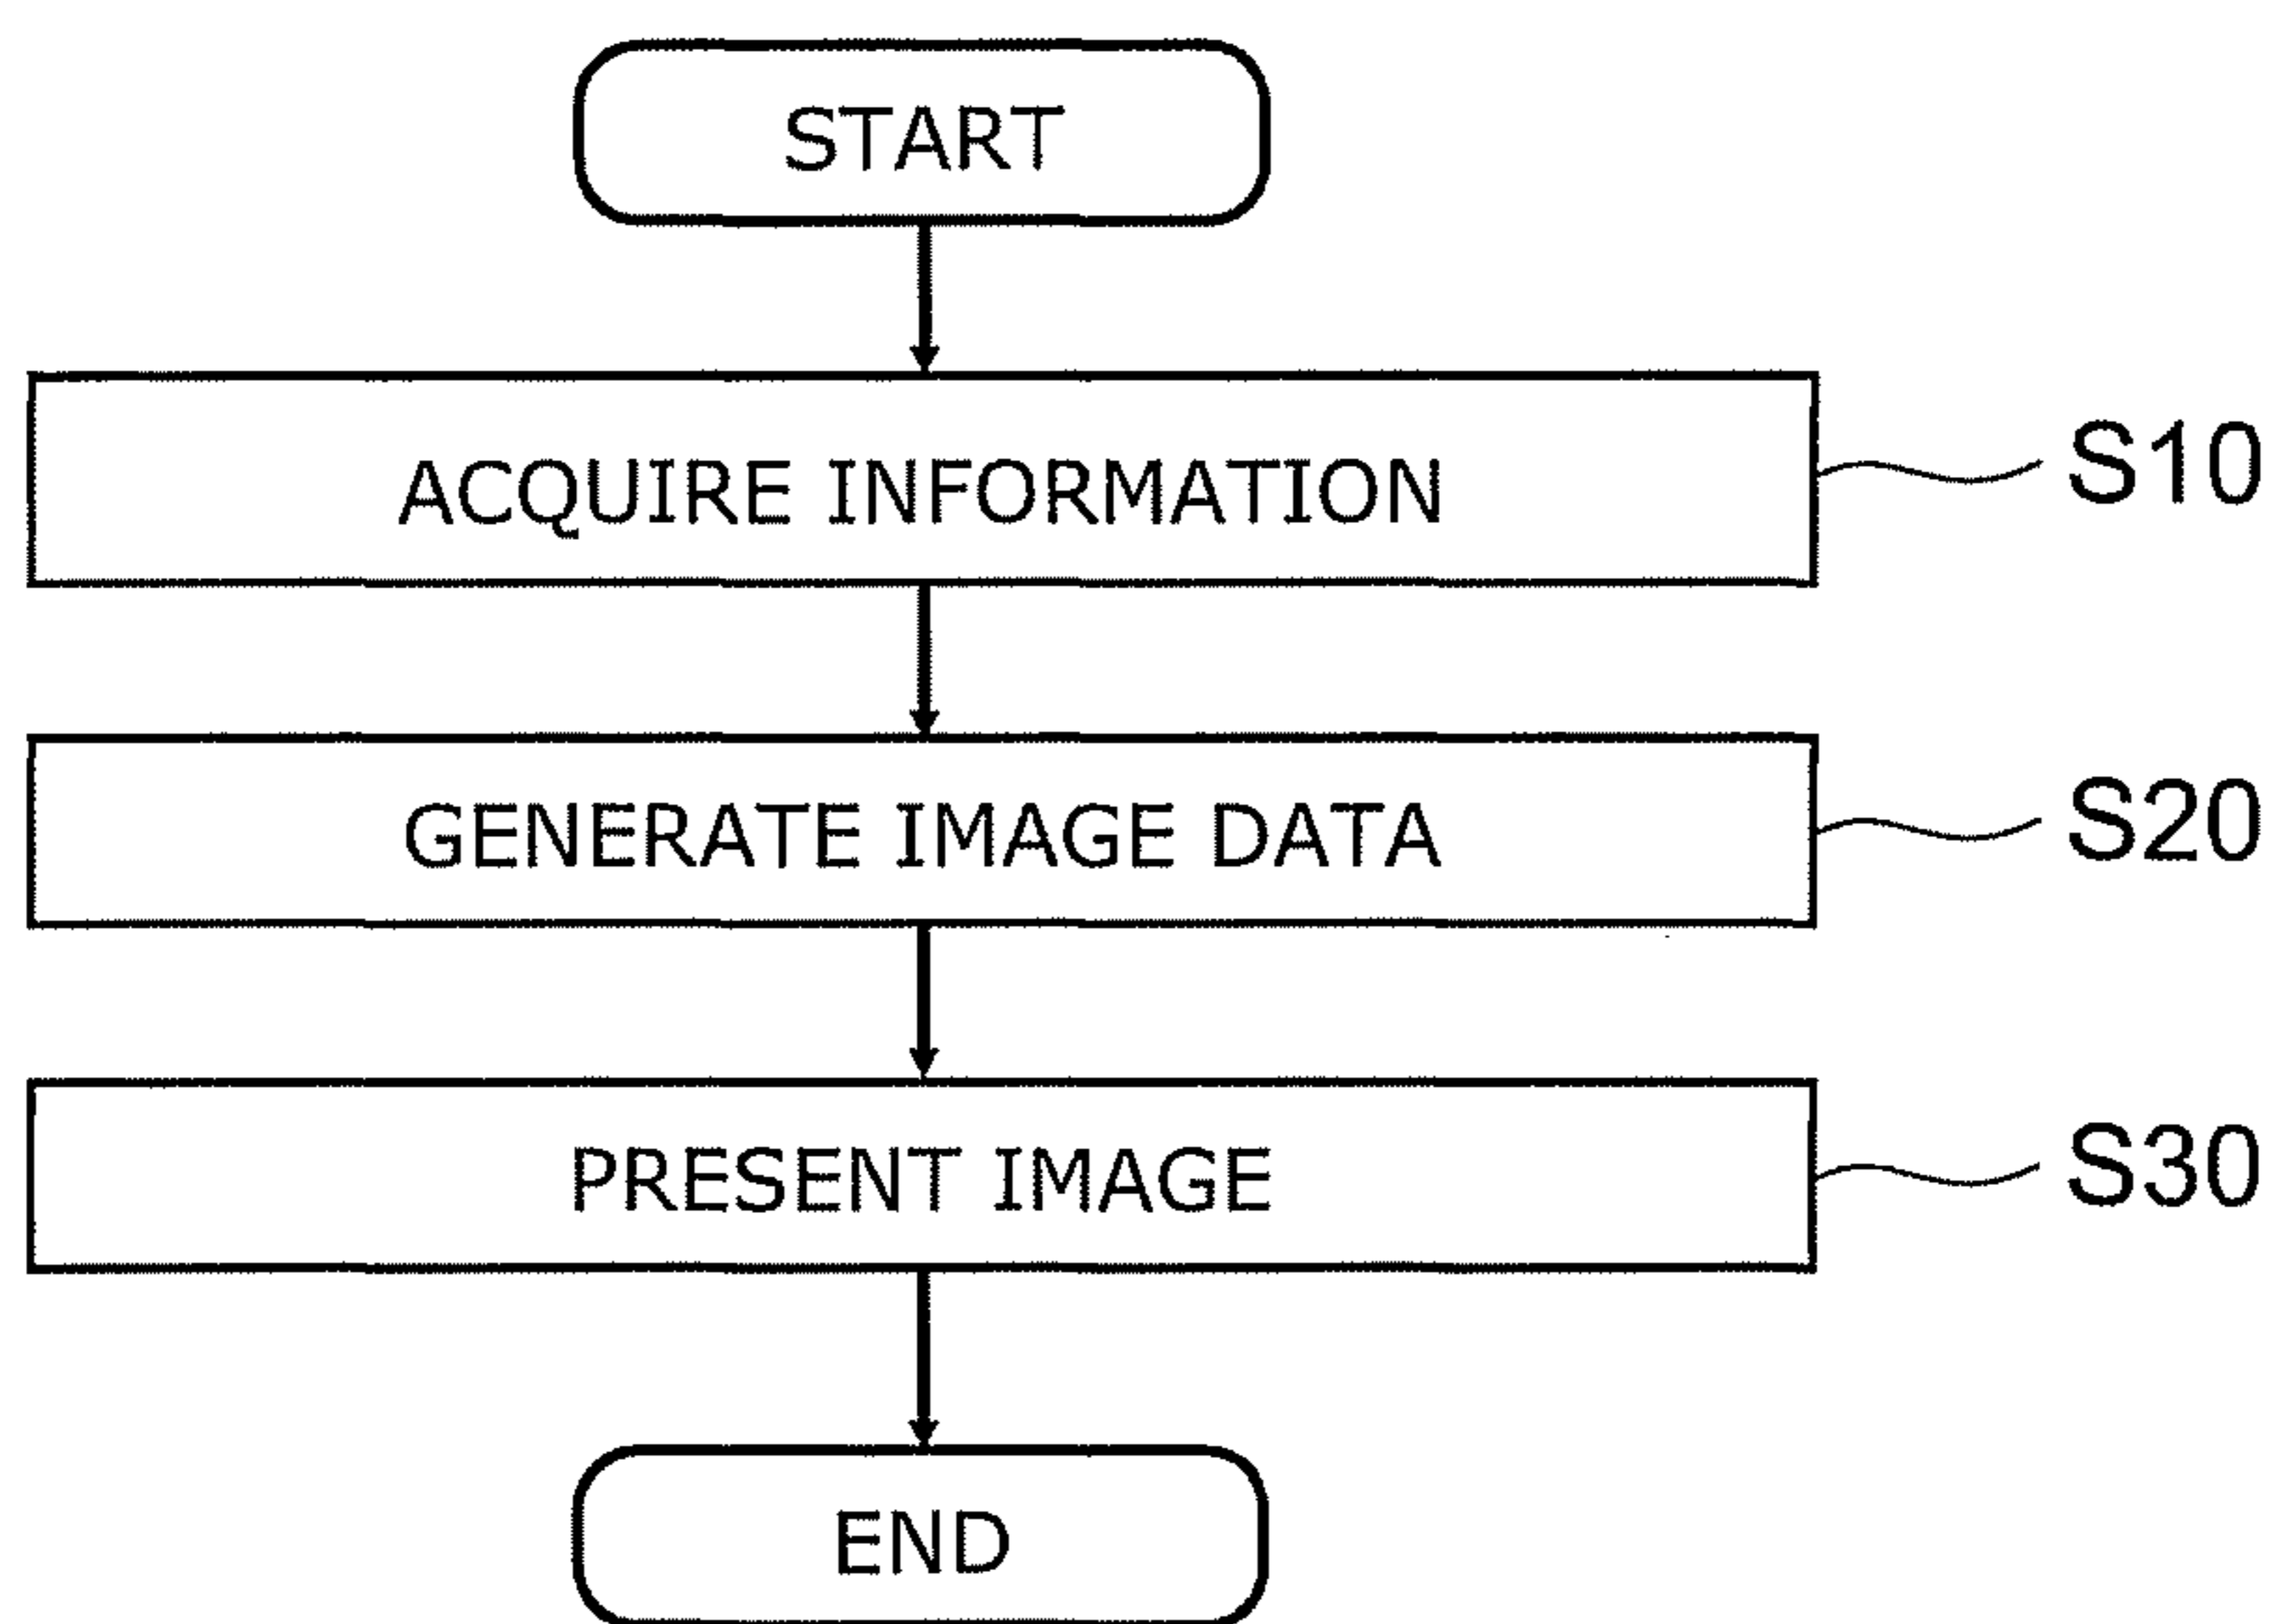 START
ACQUIRE INFORMATION
S10
GENERATE IMAGE DATA
S20
PRESENT IMAGE
S30
END